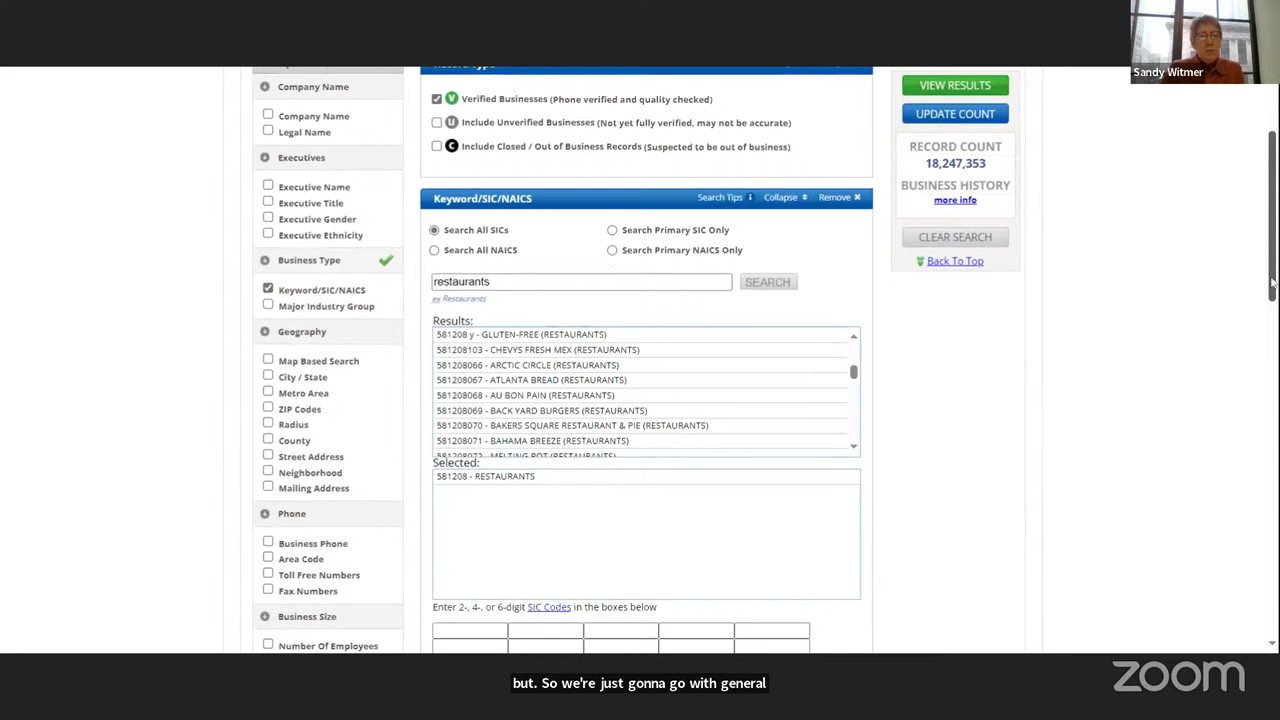 Sandy Witmer
Company Name
Company Name
Legal Name
Executives
Executive Name
Executive Title
Executive Gender
Executive Ethnicity
Business Type
Keyword/SIC/NAICS
Major Industry Group
Geography
Map Based Search
City / State
Metro Area
ZIP Codes
Radius
County
Street Address
Neighborhood
Mailing Address
Phone
Business Phone
Area Code
Toll Free Numbers
Fax Numbers
Business Size
Number Of Employees
V Verified Businesses (Phone verified and quality checked)
U Include Unverified Businesses (Not yet fully verified, may not be accurate)
C Include Closed / Out of Business Records (Suspected to be out of business)
Keyword/SIC/NAICS Search Tips i Collapse Remove
Search All SICs Search Primary SIC Only
Search All NAICS Search Primary NAICS Only
restaurants SEARCH
ex Restaurants
Results:
581208 y - GLUTEN-FREE (RESTAURANTS)
581208103 - CHEVYS FRESH MEX (RESTAURANTS)
581208066 - ARCTIC CIRCLE (RESTAURANTS)
581208067 - ATLANTA BREAD (RESTAURANTS)
581208068 - AU BON PAIN (RESTAURANTS)
581208069 - BACK YARD BURGERS (RESTAURANTS)
581208070 - BAKERS SQUARE RESTAURANT & PIE (RESTAURANTS)
581208071 - BAHAMA BREEZE (RESTAURANTS)
581208072 - MELTING POT (RESTAURANTS)
Selected:
581208 - RESTAURANTS
Enter 2-, 4-, or 6-digit SIC Codes in the boxes below
VIEW RESULTS
UPDATE COUNT
RECORD COUNT
18,247,353
BUSINESS HISTORY
more info
CLEAR SEARCH
Back To Top
but. So we're just gonna go with general
zoom